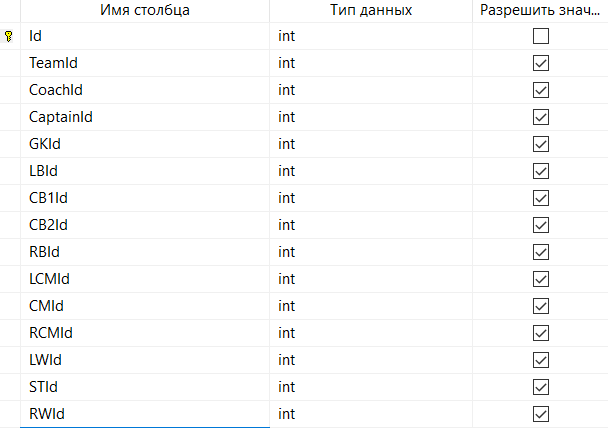 Имя столбца Тип данных Разрешить знач...
Id int
TeamId int
CoachId int
CaptainId int
GKId int
LBId int
CB1Id int
CB2Id int
RBId int
LCMId int
CMId int
RCMId int
LWId int
STId int
RWId int